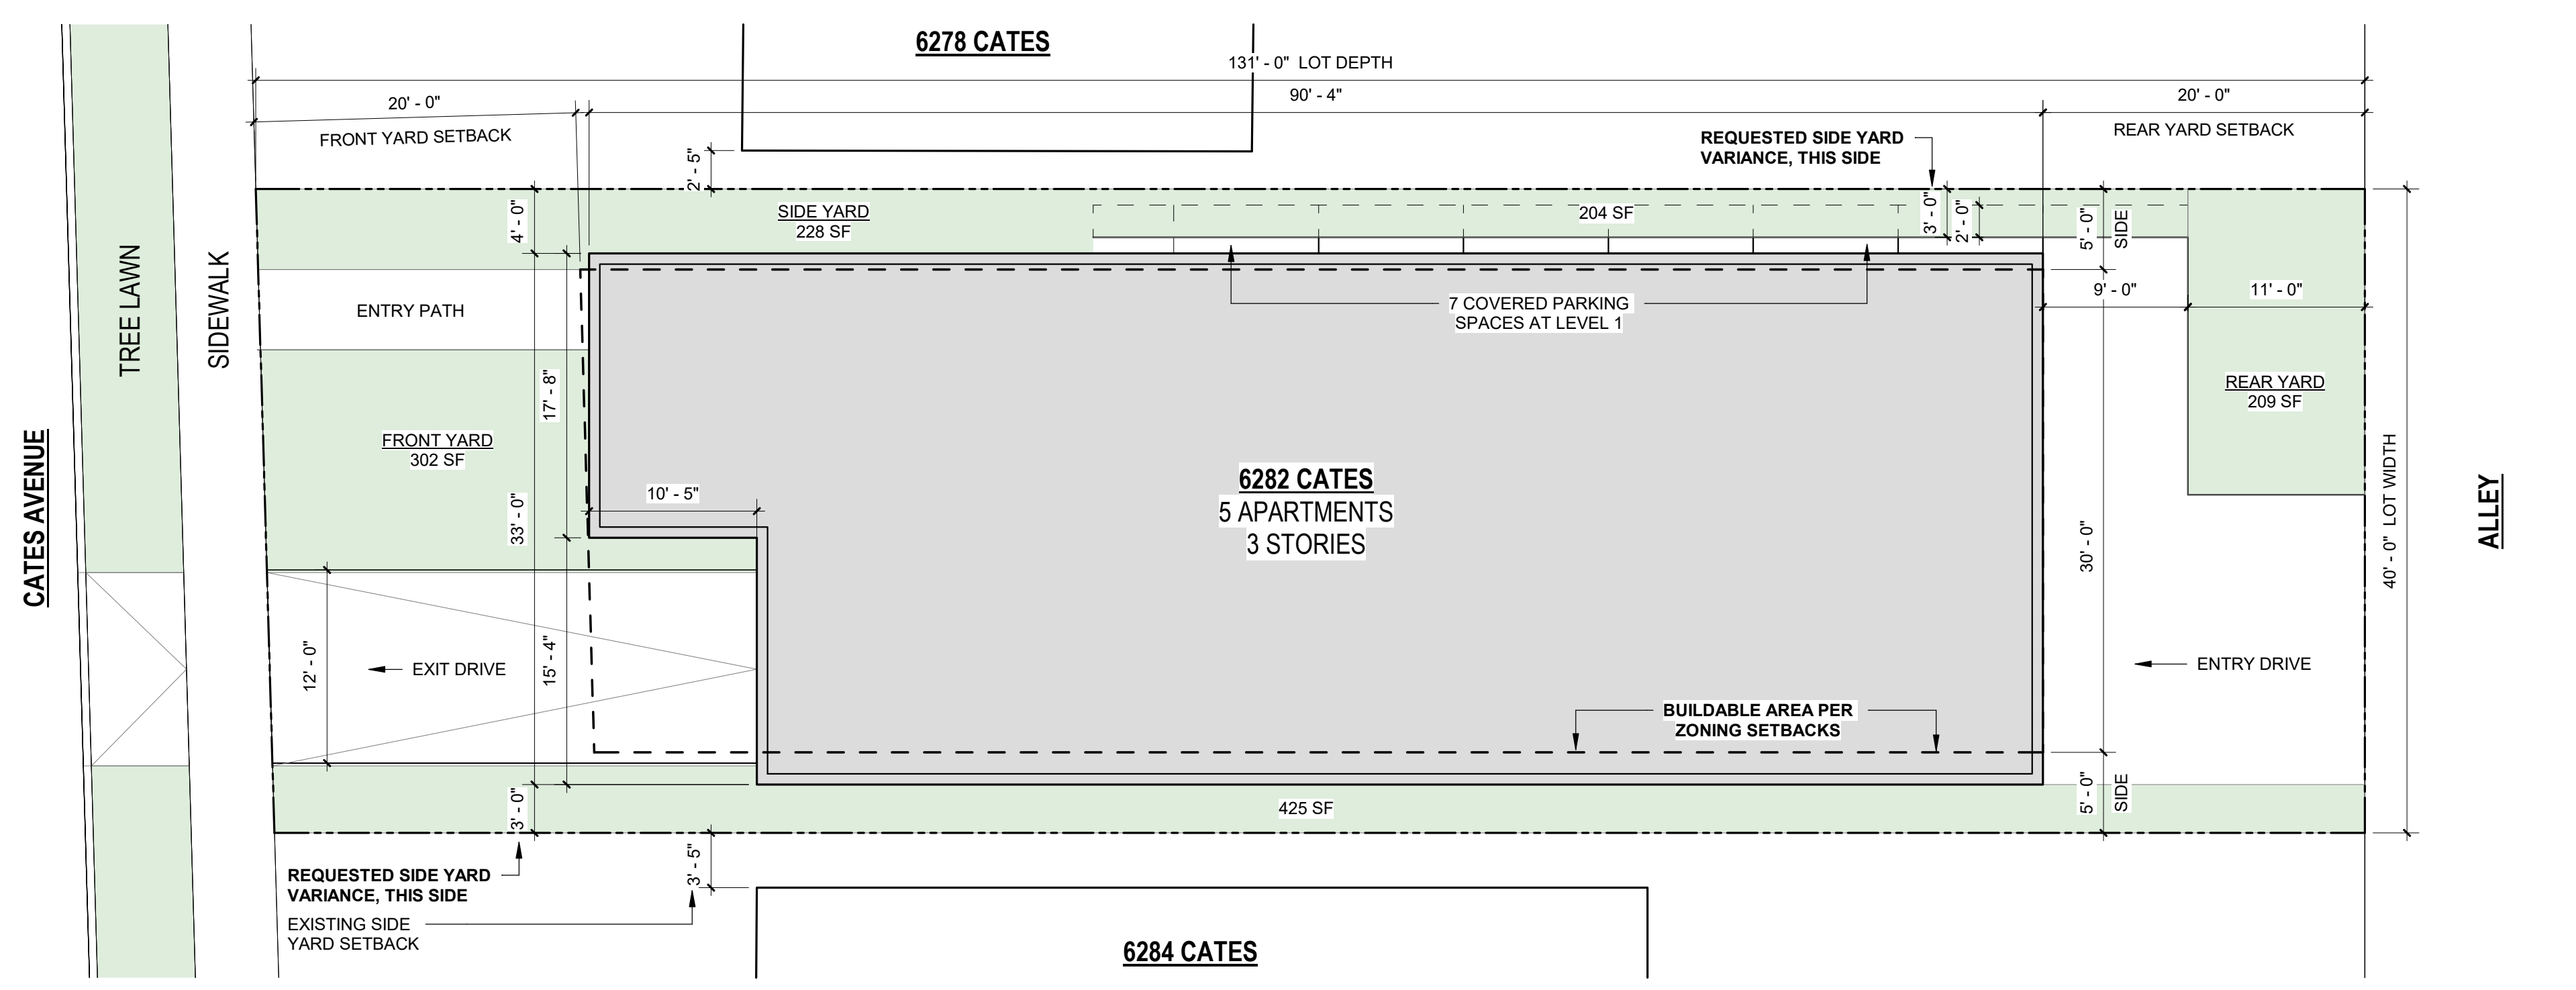 6278 CATES
131' - 0" LOT DEPTH
20' - 0"
90' - 4"
20' - 0"
FRONT YARD SETBACK
REAR YARD SETBACK
REQUESTED SIDE YARD
VARIANCE, THIS SIDE
2' - 5"
4' - 0"
SIDE YARD
228 SF
204 SF
3' - 0"
2' - 0"
5' - 0"
SIDE
TREE LAWN
SIDEWALK
ENTRY PATH
7 COVERED PARKING
SPACES AT LEVEL 1
9' - 0"
11' - 0"
17' - 8"
REAR YARD
209 SF
FRONT YARD
302 SF
CATES AVENUE
33' - 0"
10' - 5"
6282 CATES
5 APARTMENTS
3 STORIES
30' - 0"
40' - 0" LOT WIDTH
ALLEY
12' - 0"
EXIT DRIVE
15' - 4"
ENTRY DRIVE
BUILDABLE AREA PER
ZONING SETBACKS
3' - 0"
425 SF
5' - 0"
SIDE
REQUESTED SIDE YARD
VARIANCE, THIS SIDE
3' - 5"
EXISTING SIDE
YARD SETBACK
6284 CATES